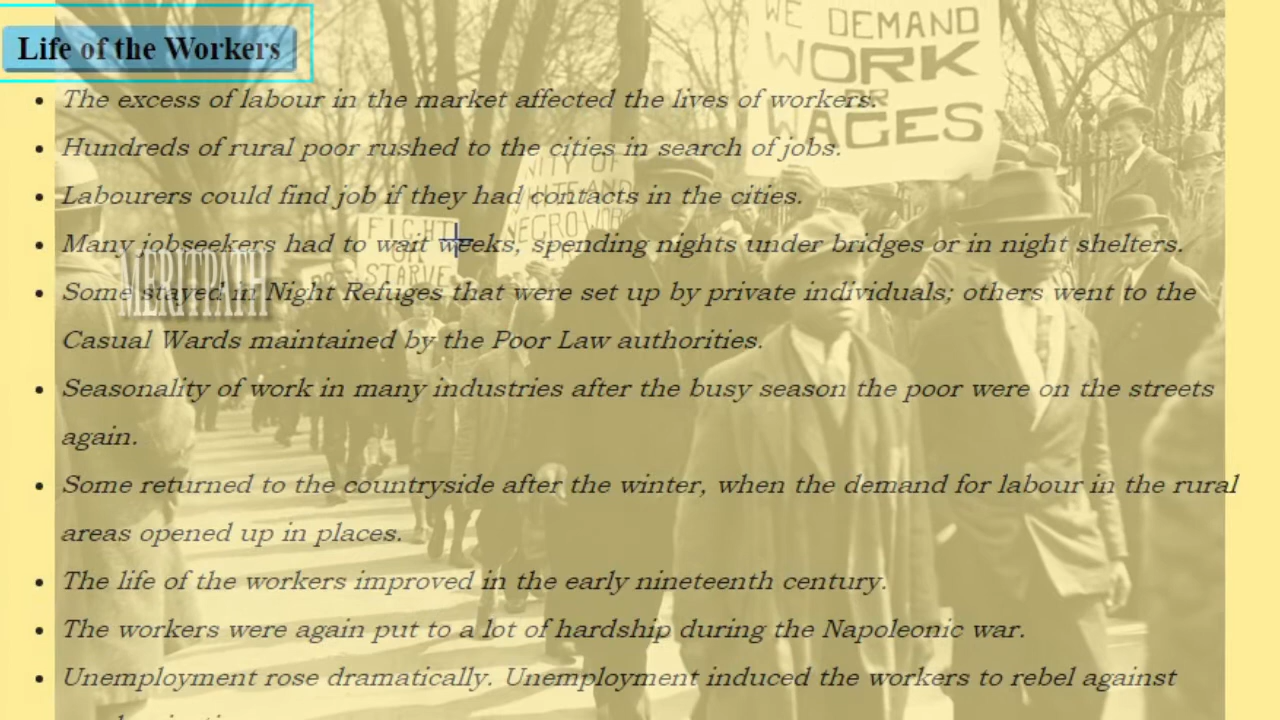 Life of the Workers
WE DEMAND
WORK
OR
WAGES
• The excess of labour in the market affected the lives of workers.
• Hundreds of rural poor rushed to the cities in search of jobs.
• Labourers could find job if they had contacts in the cities.
• Many jobseekers had to wait weeks, spending nights under bridges or in night shelters.
FIGHT
OR
STARVE
MERITPATH
• Some stayed in Night Refuges that were set up by private individuals; others went to the
Casual Wards maintained by the Poor Law authorities.
• Seasonality of work in many industries after the busy season the poor were on the streets
again.
• Some returned to the countryside after the winter, when the demand for labour in the rural
areas opened up in places.
• The life of the workers improved in the early nineteenth century.
• The workers were again put to a lot of hardship during the Napoleonic war.
• Unemployment rose dramatically. Unemployment induced the workers to rebel against